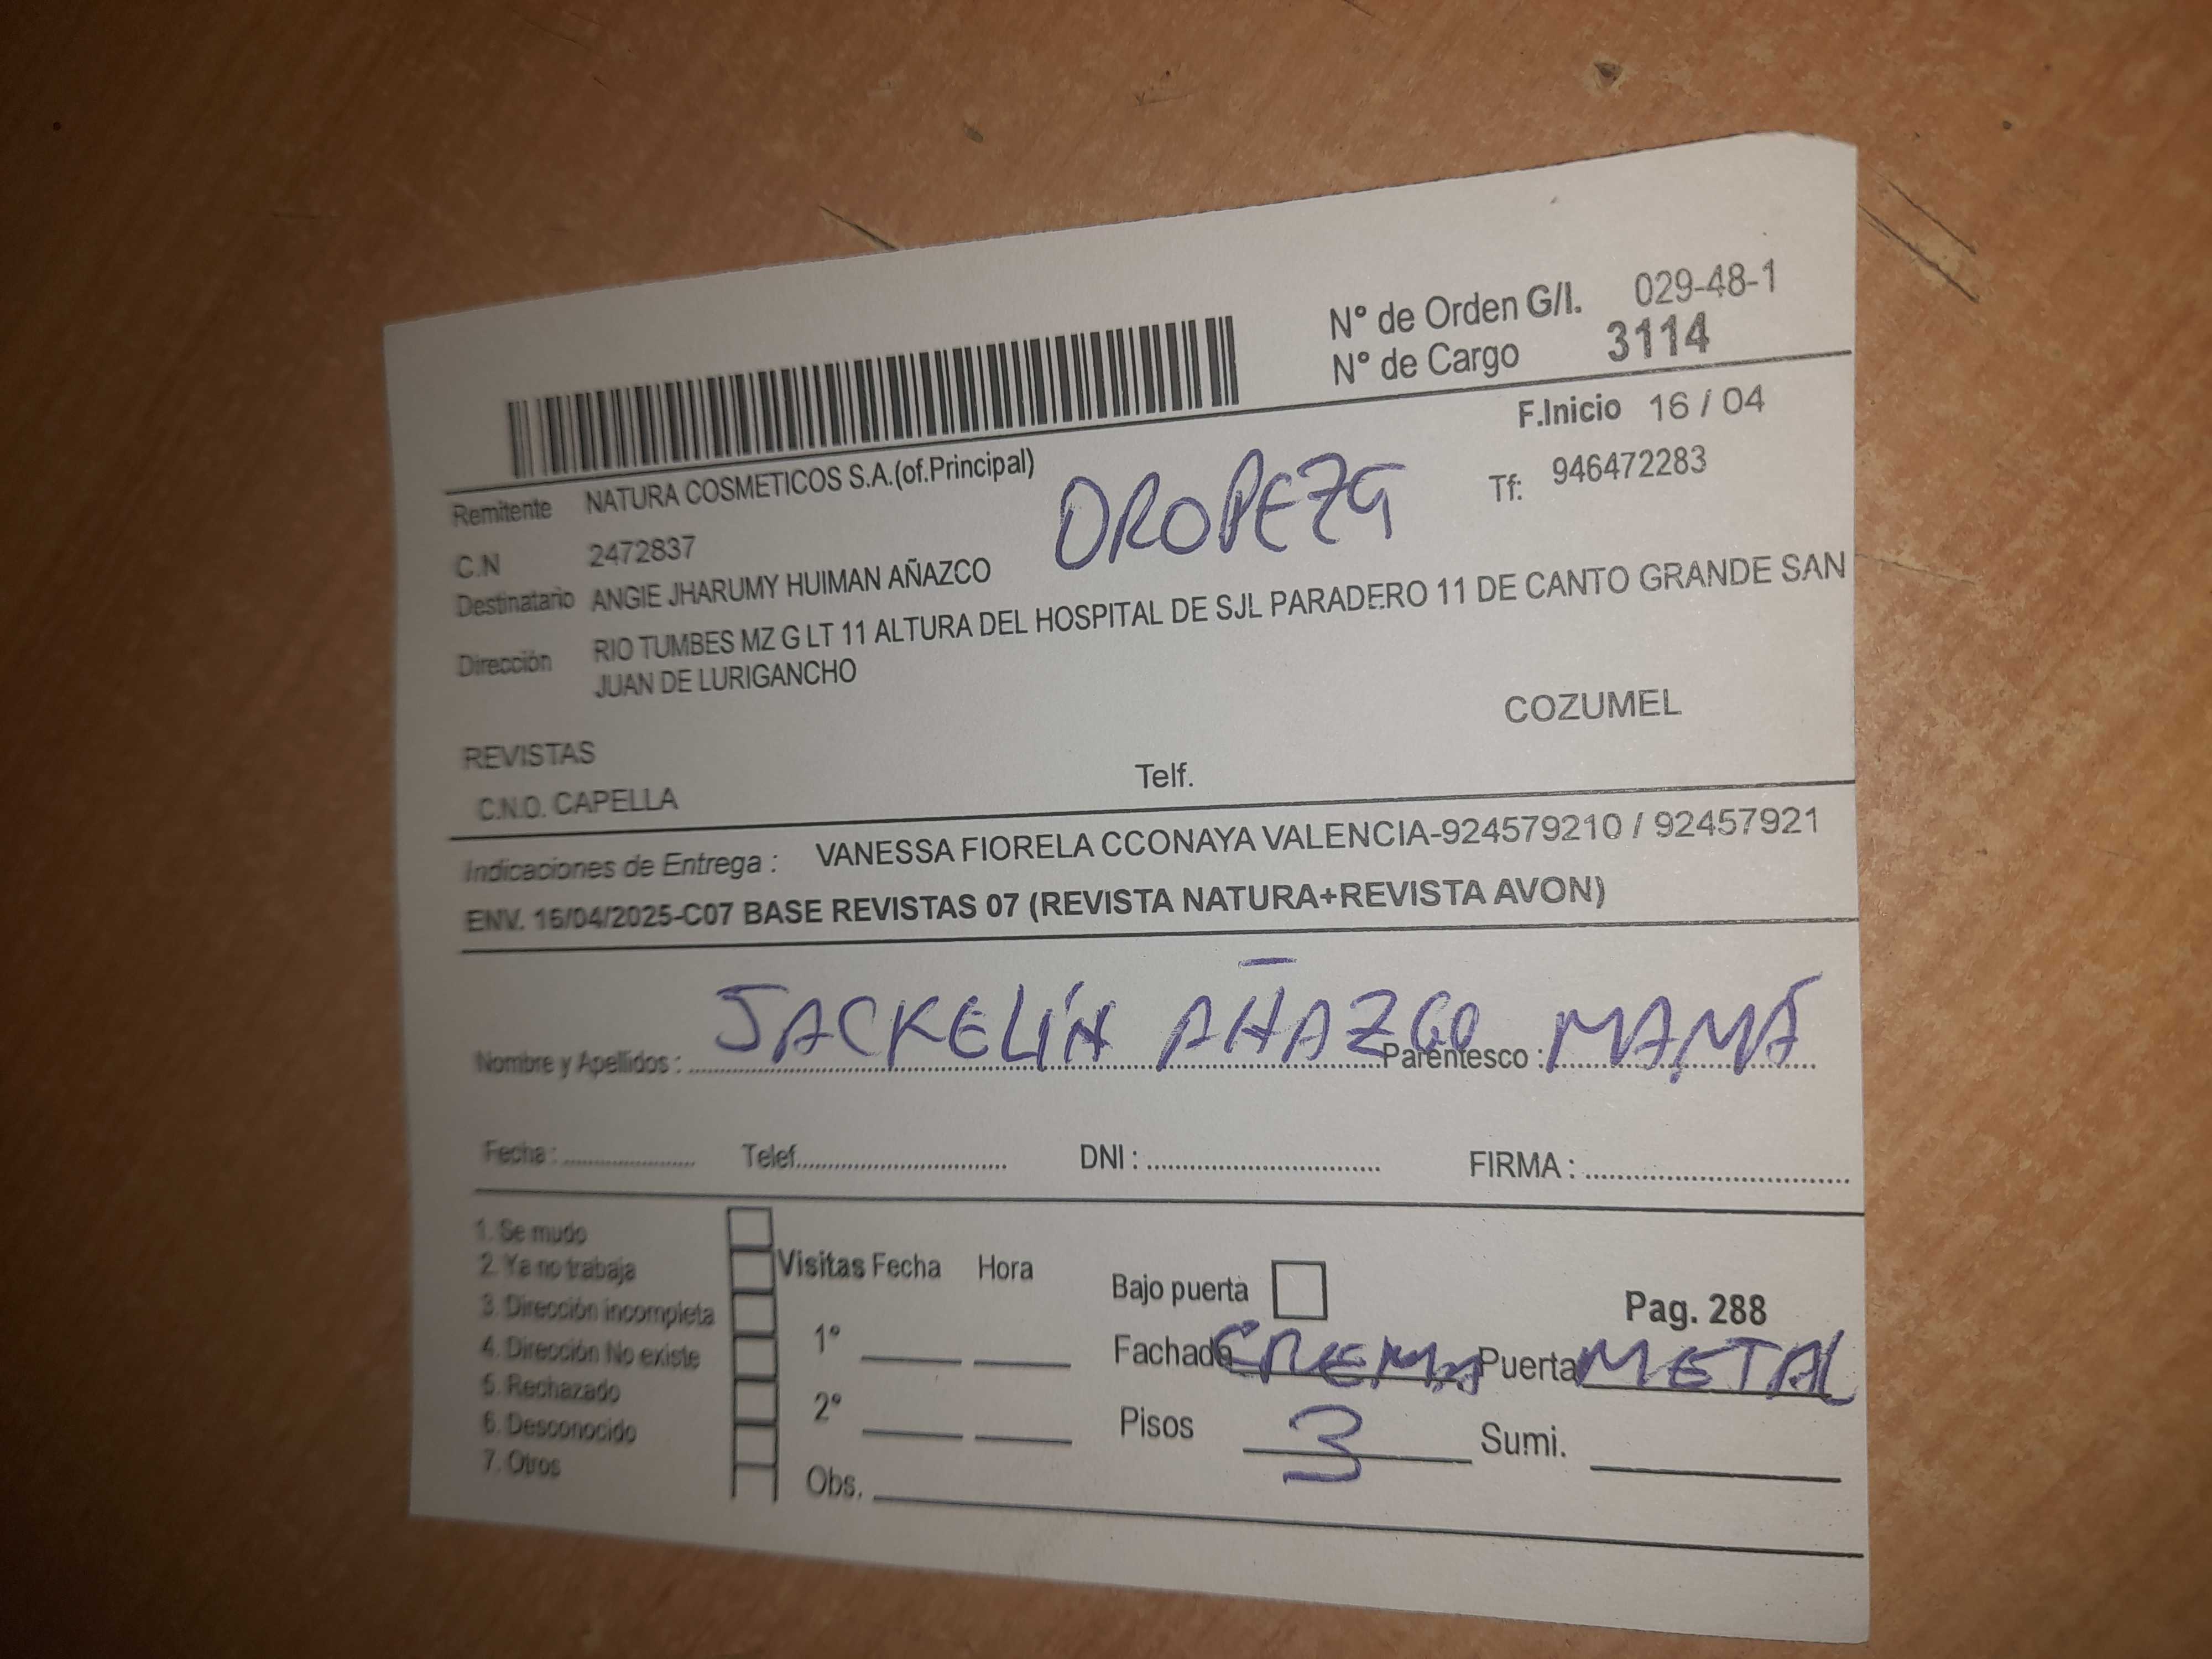 N° de Orden G/I. 029-48-1
N° de Cargo 3114
F.Inicio 16 / 04
Remitente NATURA COSMETICOS S.A.(of.Principal)
OROPEZA
Tf: 946472283
C.N 2472837
Destinatario ANGIE JHARUMY HUIMAN AÑAZCO
Dirección RIO TUMBES MZ G LT 11 ALTURA DEL HOSPITAL DE SJL PARADERO 11 DE CANTO GRANDE SAN
JUAN DE LURIGANCHO
COZUMEL
REVISTAS
C.N.O. CAPELLA Telf.
Indicaciones de Entrega : VANESSA FIORELA CCONAYA VALENCIA-924579210 / 92457921
ENV. 16/04/2025-C07 BASE REVISTAS 07 (REVISTA NATURA+REVISTA AVON)
Nombre y Apellidos : JACKELÍN AÑAZCO Parentesco : MAMÁ
Fecha : Telef. DNI : FIRMA :
1. Se mudo
2. Ya no trabaja
3. Dirección incompleta
4. Dirección No existe
5. Rechazado
6. Desconocido
7. Otros
Visitas Fecha Hora
1°
2°
Obs.
Bajo puerta
Pag. 288
Fachada CREMA Puerta METAL
Pisos 3 Sumi.